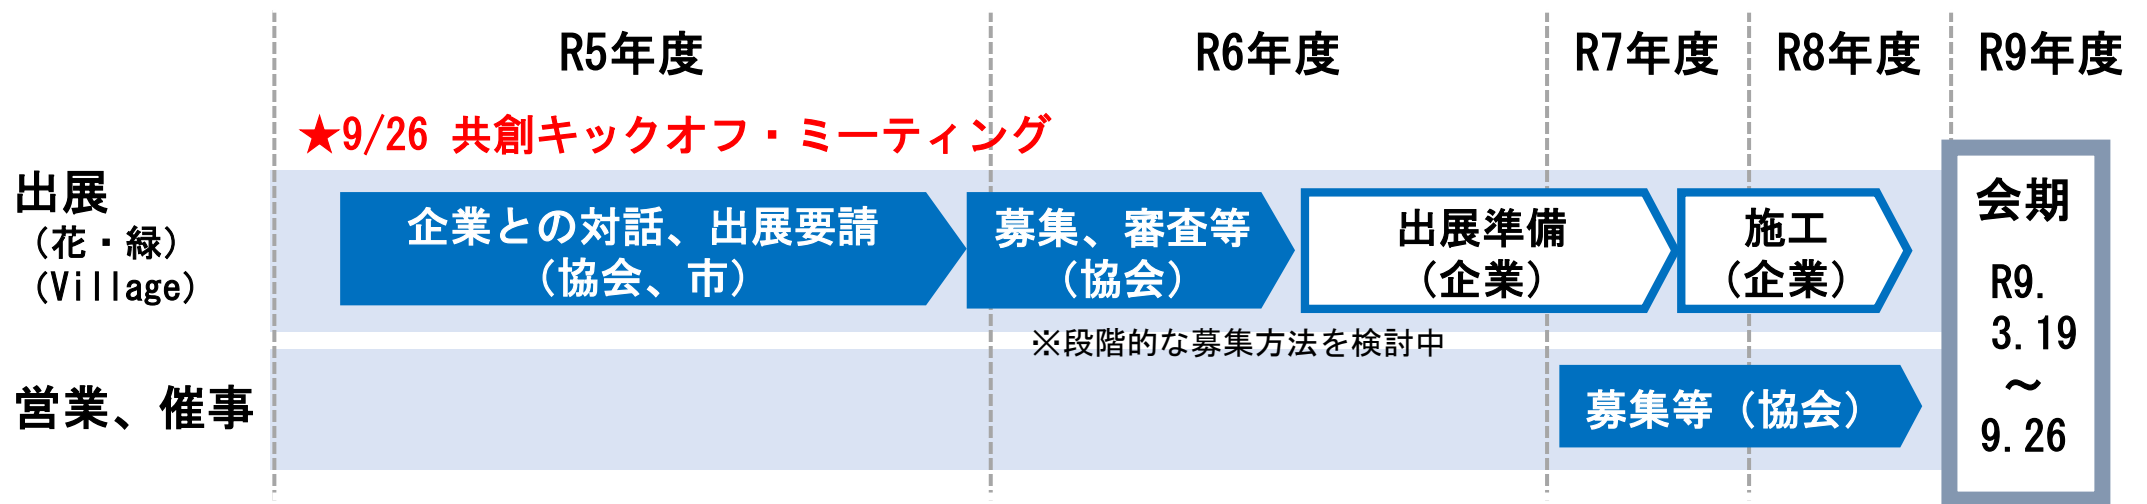 R5年度
R6年度
R7年度
R8年度
R9年度
★9/26 共創キックオフ・ミーティング
出展
(花・緑)
(Village)
企業との対話、出展要請
(協会、市)
募集、審査等
(協会)
出展準備
(企業)
施工
(企業)
※段階的な募集方法を検討中
営業、催事
募集等(協会)
会期
R9.
3.19
～
9.26